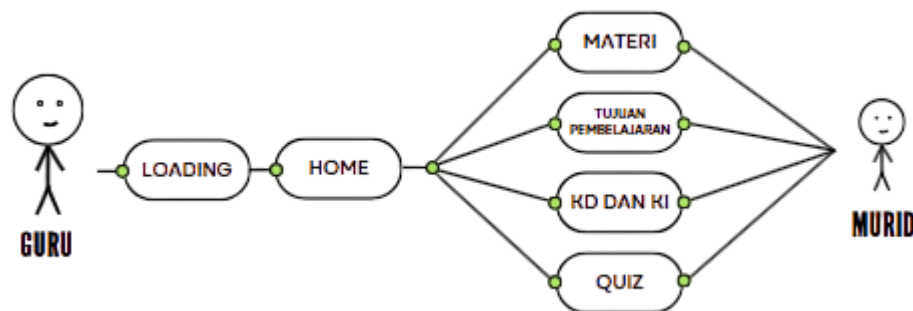 GURU
LOADING
HOME
MATERI
TUJUAN
PEMBELAJARAN
KD DAN KI
QUIZ
MURID